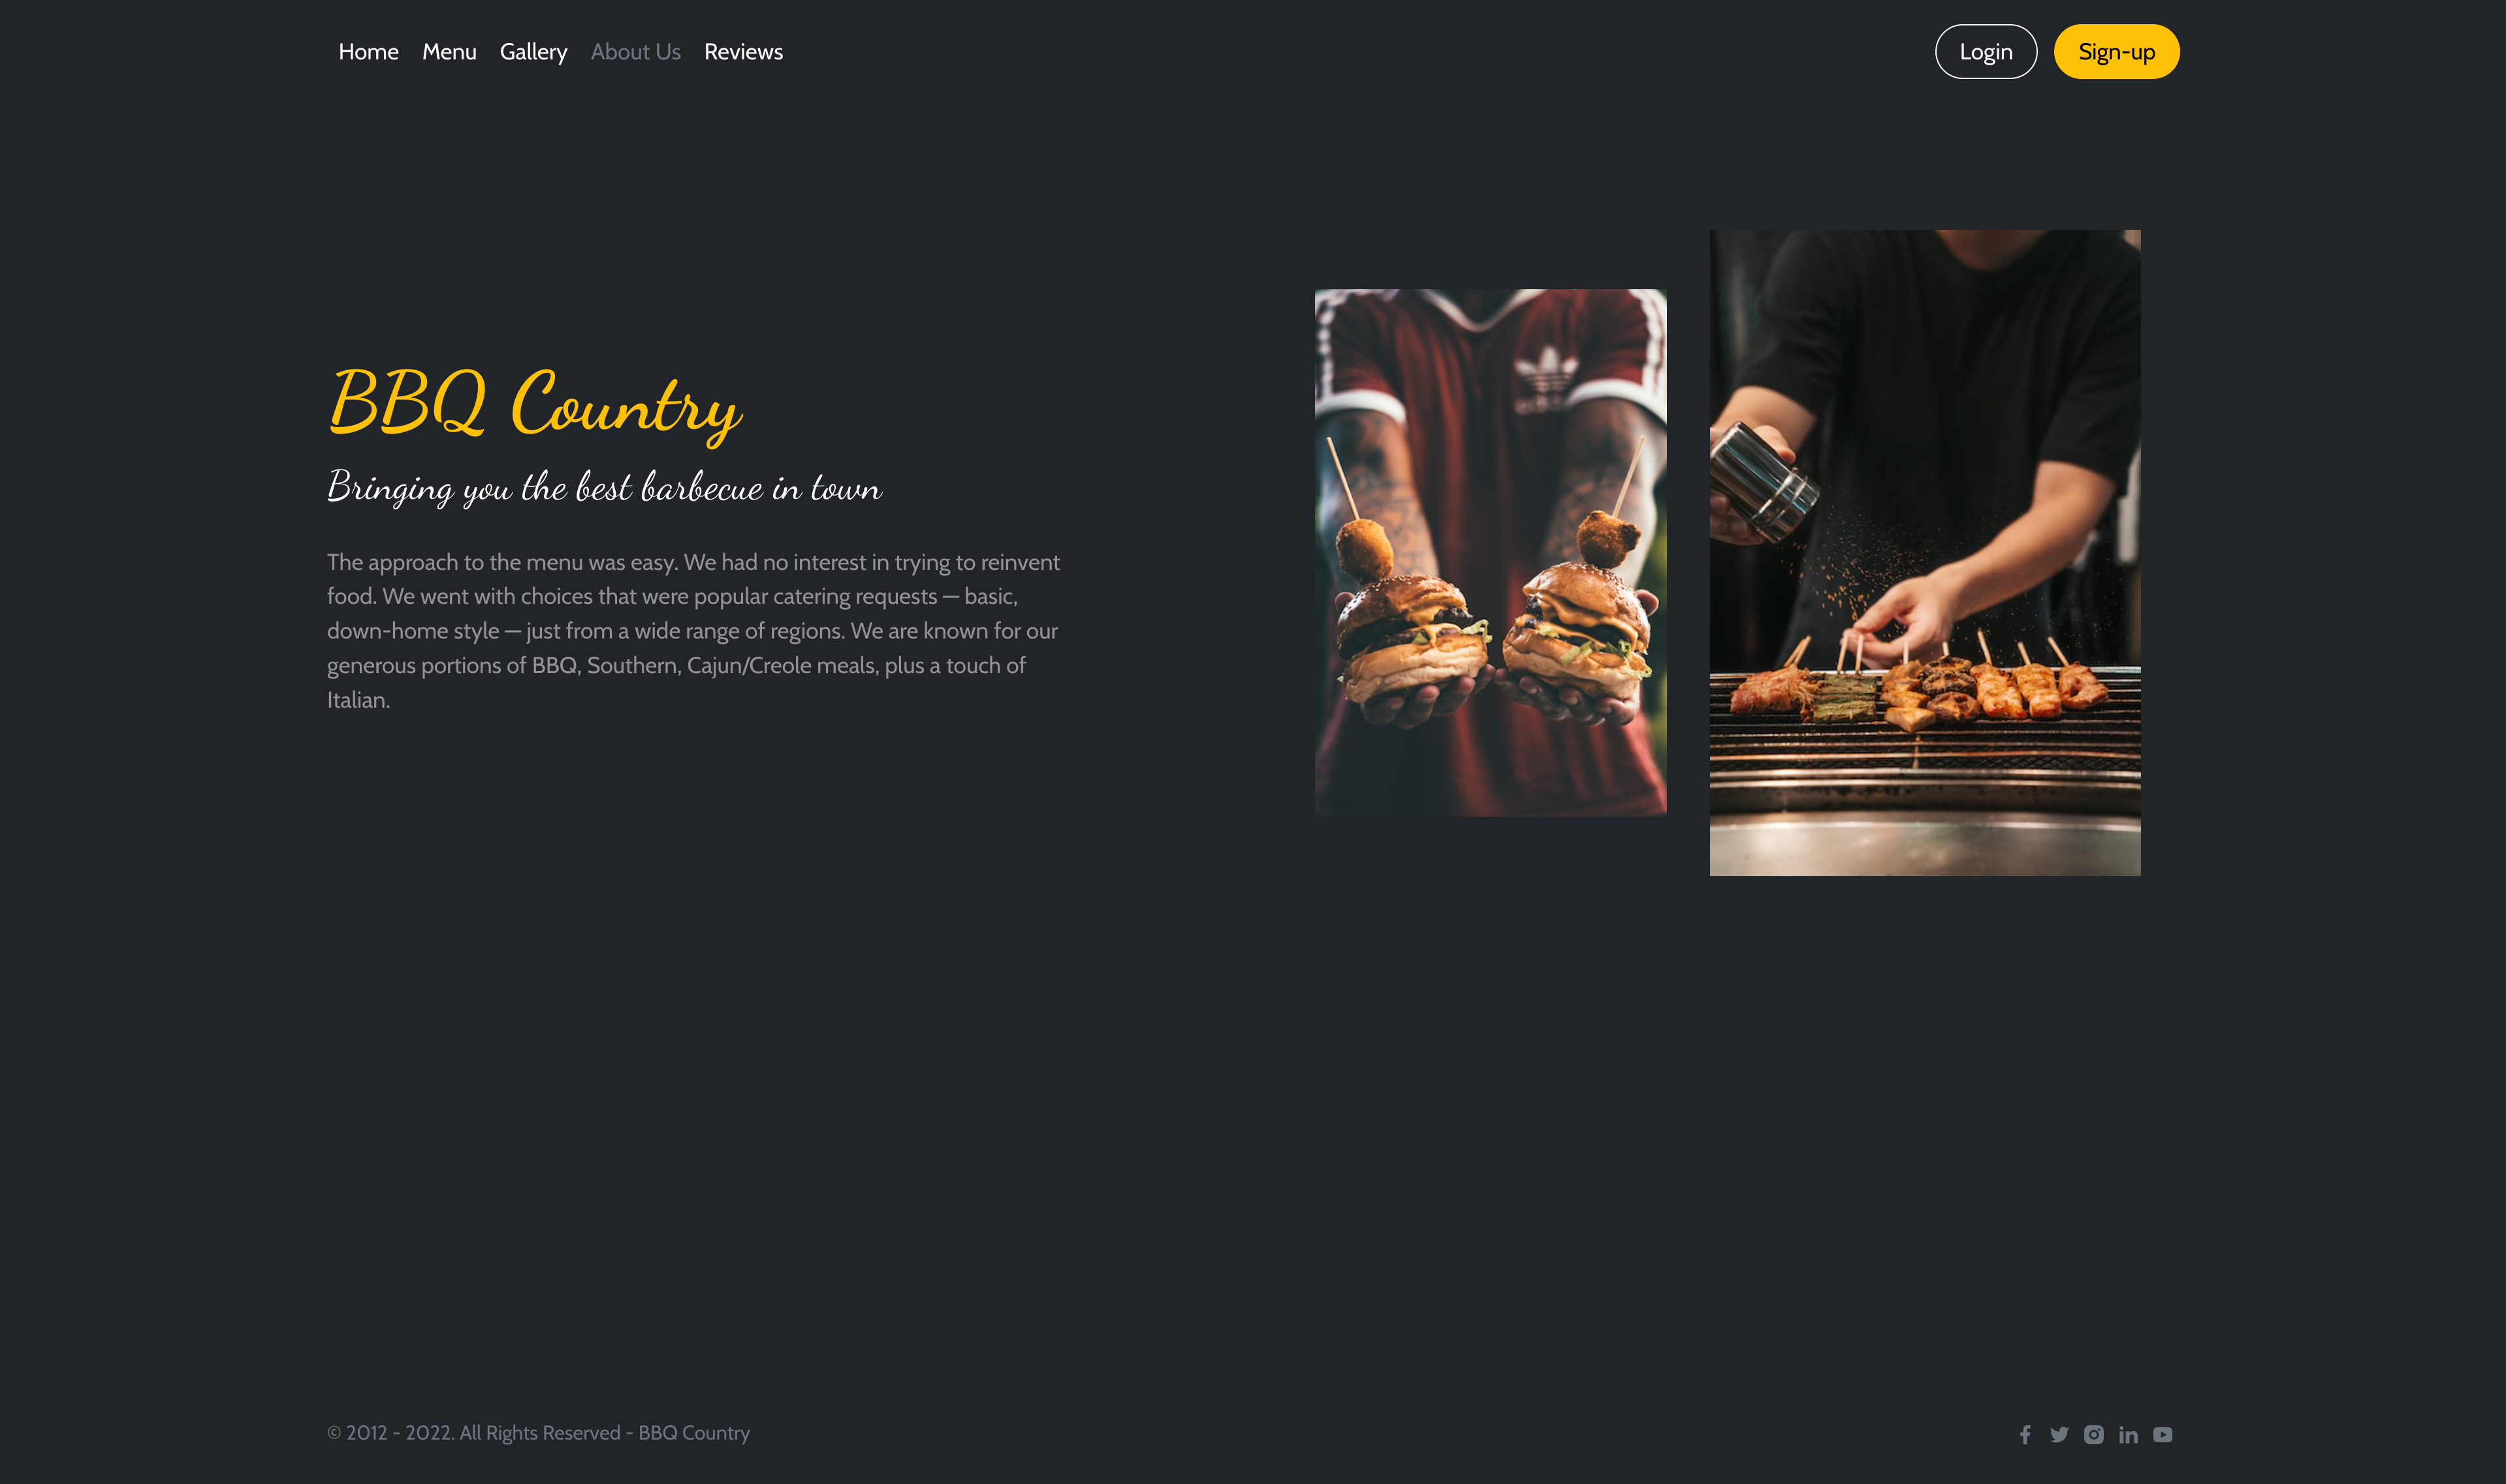 Home Menu Gallery About Us Reviews Login Sign-up
BBQ Country
Bringing you the best barbecue in town
The approach to the menu was easy. We had no interest in trying to reinvent
food. We went with choices that were popular catering requests — basic,
down-home style — just from a wide range of regions. We are known for our
generous portions of BBQ, Southern, Cajun/Creole meals, plus a touch of
Italian.
© 2012 - 2022. All Rights Reserved - BBQ Country